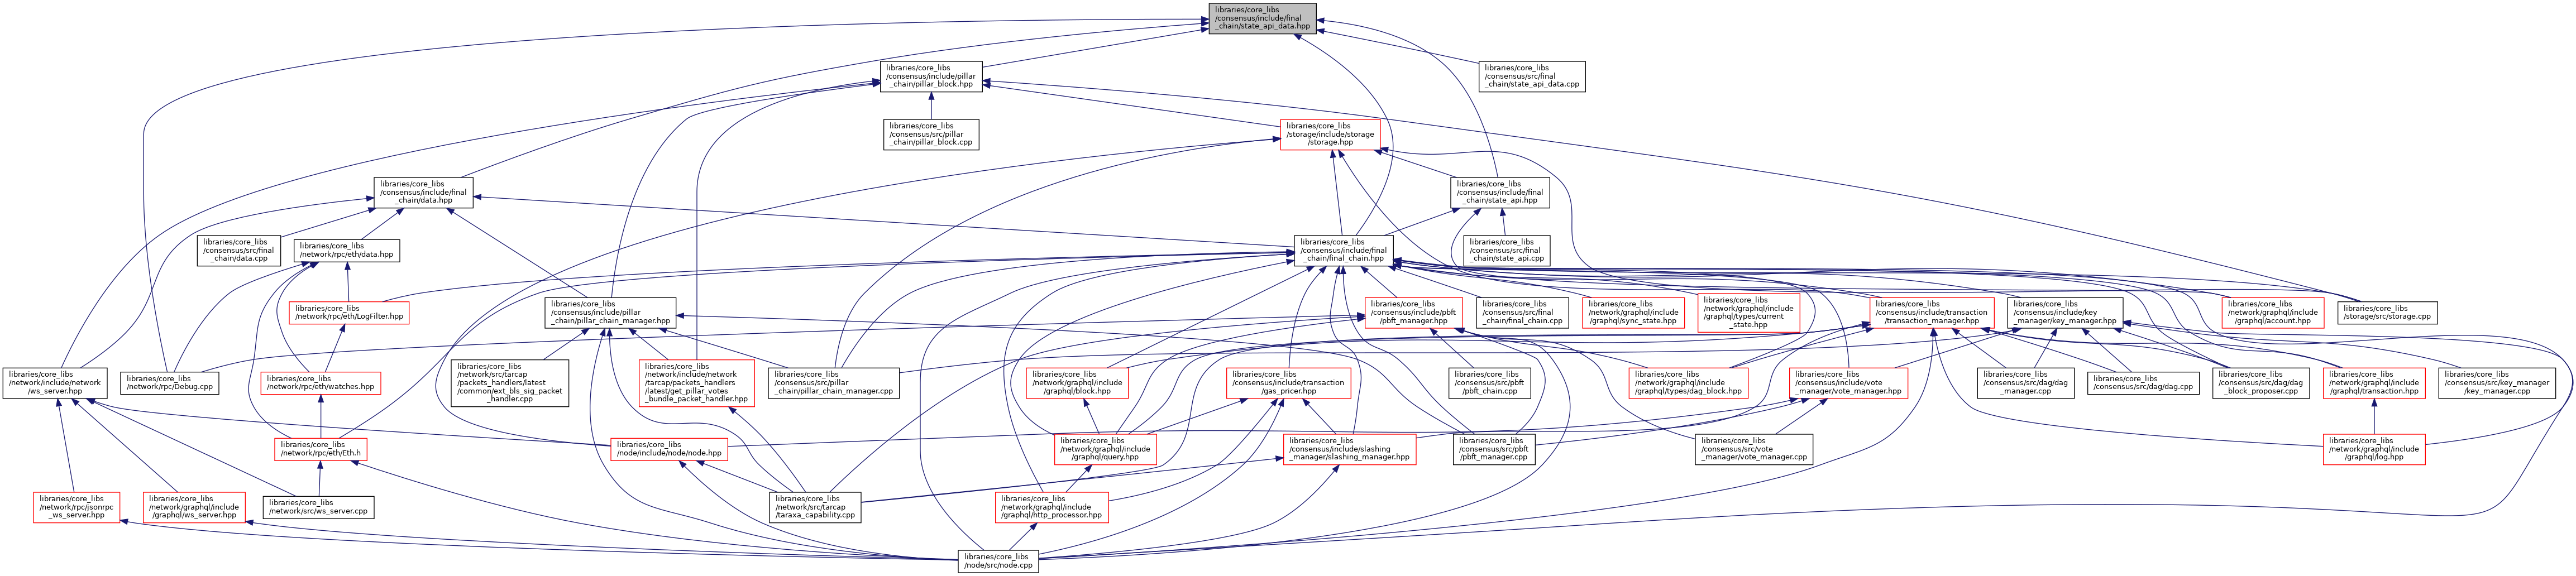 libraries/core_libs
/consensus/include/final
_chain/state_api_data.hpp
libraries/core_libs
/consensus/include/pillar
_chain/pillar_block.hpp
libraries/core_libs
/consensus/src/final
_chain/state_api_data.cpp
libraries/core_libs
/consensus/src/pillar
_chain/pillar_block.cpp
libraries/core_libs
/storage/include/storage
/storage.hpp
libraries/core_libs
/consensus/include/final
_chain/data.hpp
libraries/core_libs
/consensus/include/final
_chain/state_api.hpp
libraries/core_libs
/consensus/src/final
_chain/data.cpp
libraries/core_libs
/network/rpc/eth/data.hpp
libraries/core_libs
/consensus/include/final
_chain/final_chain.hpp
libraries/core_libs
/consensus/src/final
_chain/state_api.cpp
libraries/core_libs
/network/rpc/eth/LogFilter.hpp
libraries/core_libs
/consensus/include/pillar
_chain/pillar_chain_manager.hpp
libraries/core_libs
/consensus/include/pbft
/pbft_manager.hpp
libraries/core_libs
/consensus/src/final
_chain/final_chain.cpp
libraries/core_libs
/network/graphql/include
/graphql/sync_state.hpp
libraries/core_libs
/network/graphql/include
/graphql/types/current
_state.hpp
libraries/core_libs
/consensus/include/transaction
/transaction_manager.hpp
libraries/core_libs
/consensus/include/key
_manager/key_manager.hpp
libraries/core_libs
/network/graphql/include
/graphql/account.hpp
libraries/core_libs
/storage/src/storage.cpp
libraries/core_libs
/network/include/network
/ws_server.hpp
libraries/core_libs
/network/rpc/Debug.cpp
libraries/core_libs
/network/rpc/eth/watches.hpp
libraries/core_libs
/network/src/tarcap
/packets_handlers/latest
/common/ext_bls_sig_packet
_handler.cpp
libraries/core_libs
/network/include/network
/tarcap/packets_handlers
/latest/get_pillar_votes
_bundle_packet_handler.hpp
libraries/core_libs
/consensus/src/pillar
_chain/pillar_chain_manager.cpp
libraries/core_libs
/network/graphql/include
/graphql/block.hpp
libraries/core_libs
/consensus/include/transaction
/gas_pricer.hpp
libraries/core_libs
/consensus/src/pbft
/pbft_chain.cpp
libraries/core_libs
/network/graphql/include
/graphql/types/dag_block.hpp
libraries/core_libs
/consensus/include/vote
_manager/vote_manager.hpp
libraries/core_libs
/consensus/src/dag/dag
_manager.cpp
libraries/core_libs
/consensus/src/dag/dag.cpp
libraries/core_libs
/consensus/src/dag/dag
_block_proposer.cpp
libraries/core_libs
/network/graphql/include
/graphql/transaction.hpp
libraries/core_libs
/consensus/src/key_manager
/key_manager.cpp
libraries/core_libs
/network/rpc/eth/Eth.h
libraries/core_libs
/node/include/node/node.hpp
libraries/core_libs
/network/graphql/include
/graphql/query.hpp
libraries/core_libs
/consensus/include/slashing
_manager/slashing_manager.hpp
libraries/core_libs
/consensus/src/pbft
/pbft_manager.cpp
libraries/core_libs
/consensus/src/vote
_manager/vote_manager.cpp
libraries/core_libs
/network/graphql/include
/graphql/log.hpp
libraries/core_libs
/network/rpc/jsonrpc
_ws_server.hpp
libraries/core_libs
/network/graphql/include
/graphql/ws_server.hpp
libraries/core_libs
/network/src/ws_server.cpp
libraries/core_libs
/network/src/tarcap
/taraxa_capability.cpp
libraries/core_libs
/network/graphql/include
/graphql/http_processor.hpp
libraries/core_libs
/node/src/node.cpp